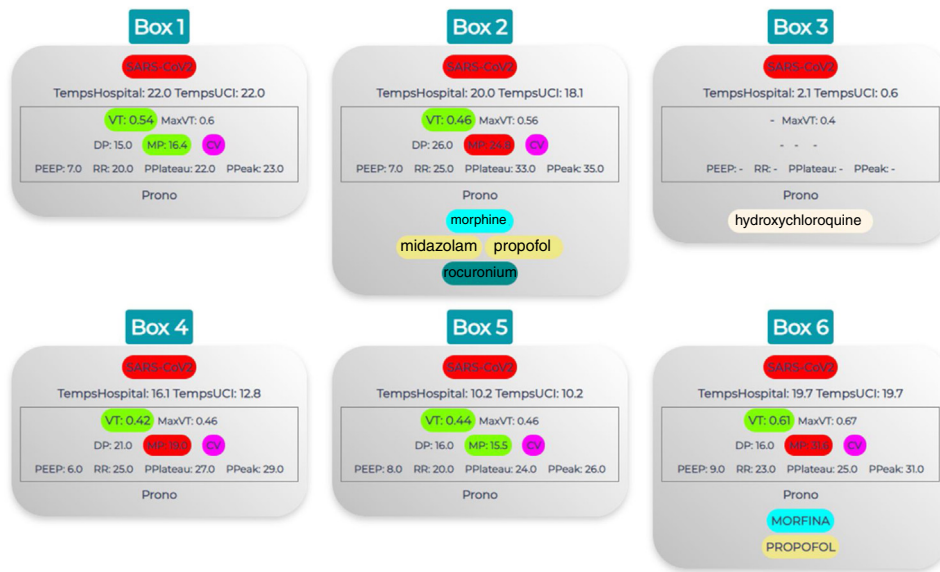 Box 1
SARS-CoV2
TempsHospital: 22.0 TempsUCI: 22.0
VT: 0.54 MaxVT: 0.6
DP: 15.0 MP: 16.4 CV
PEEP: 7.0 RR: 20.0 PPlateau: 22.0 PPeak: 23.0
Prono
Box 2
SARS-CoV2
TempsHospital: 20.0 TempsUCI: 18.1
VT: 0.46 MaxVT: 0.56
DP: 26.0 MP: 24.8 CV
PEEP: 7.0 RR: 25.0 PPlateau: 33.0 PPeak: 35.0
Prono
morphine
midazolam propofol
rocuronium
Box 3
SARS-CoV2
TempsHospital: 2.1 TempsUCI: 0.6
- MaxVT: 0.4
- - -
PEEP: - RR: - PPlateau: - PPeak: -
Prono
hydroxychloroquine
Box 4
SARS-CoV2
TempsHospital: 16.1 TempsUCI: 12.8
VT: 0.42 MaxVT: 0.46
DP: 21.0 MP: 19.0 CV
PEEP: 6.0 RR: 25.0 PPlateau: 27.0 PPeak: 29.0
Prono
Box 5
SARS-CoV2
TempsHospital: 10.2 TempsUCI: 10.2
VT: 0.44 MaxVT: 0.46
DP: 16.0 MP: 15.5 CV
PEEP: 8.0 RR: 20.0 PPlateau: 24.0 PPeak: 26.0
Prono
Box 6
SARS-CoV2
TempsHospital: 19.7 TempsUCI: 19.7
VT: 0.61 MaxVT: 0.67
DP: 16.0 MP: CV
PEEP: 9.0 RR: 23.0 PPlateau: 25.0 PPeak: 31.0
Prono
MORFINA
PROPOFOL